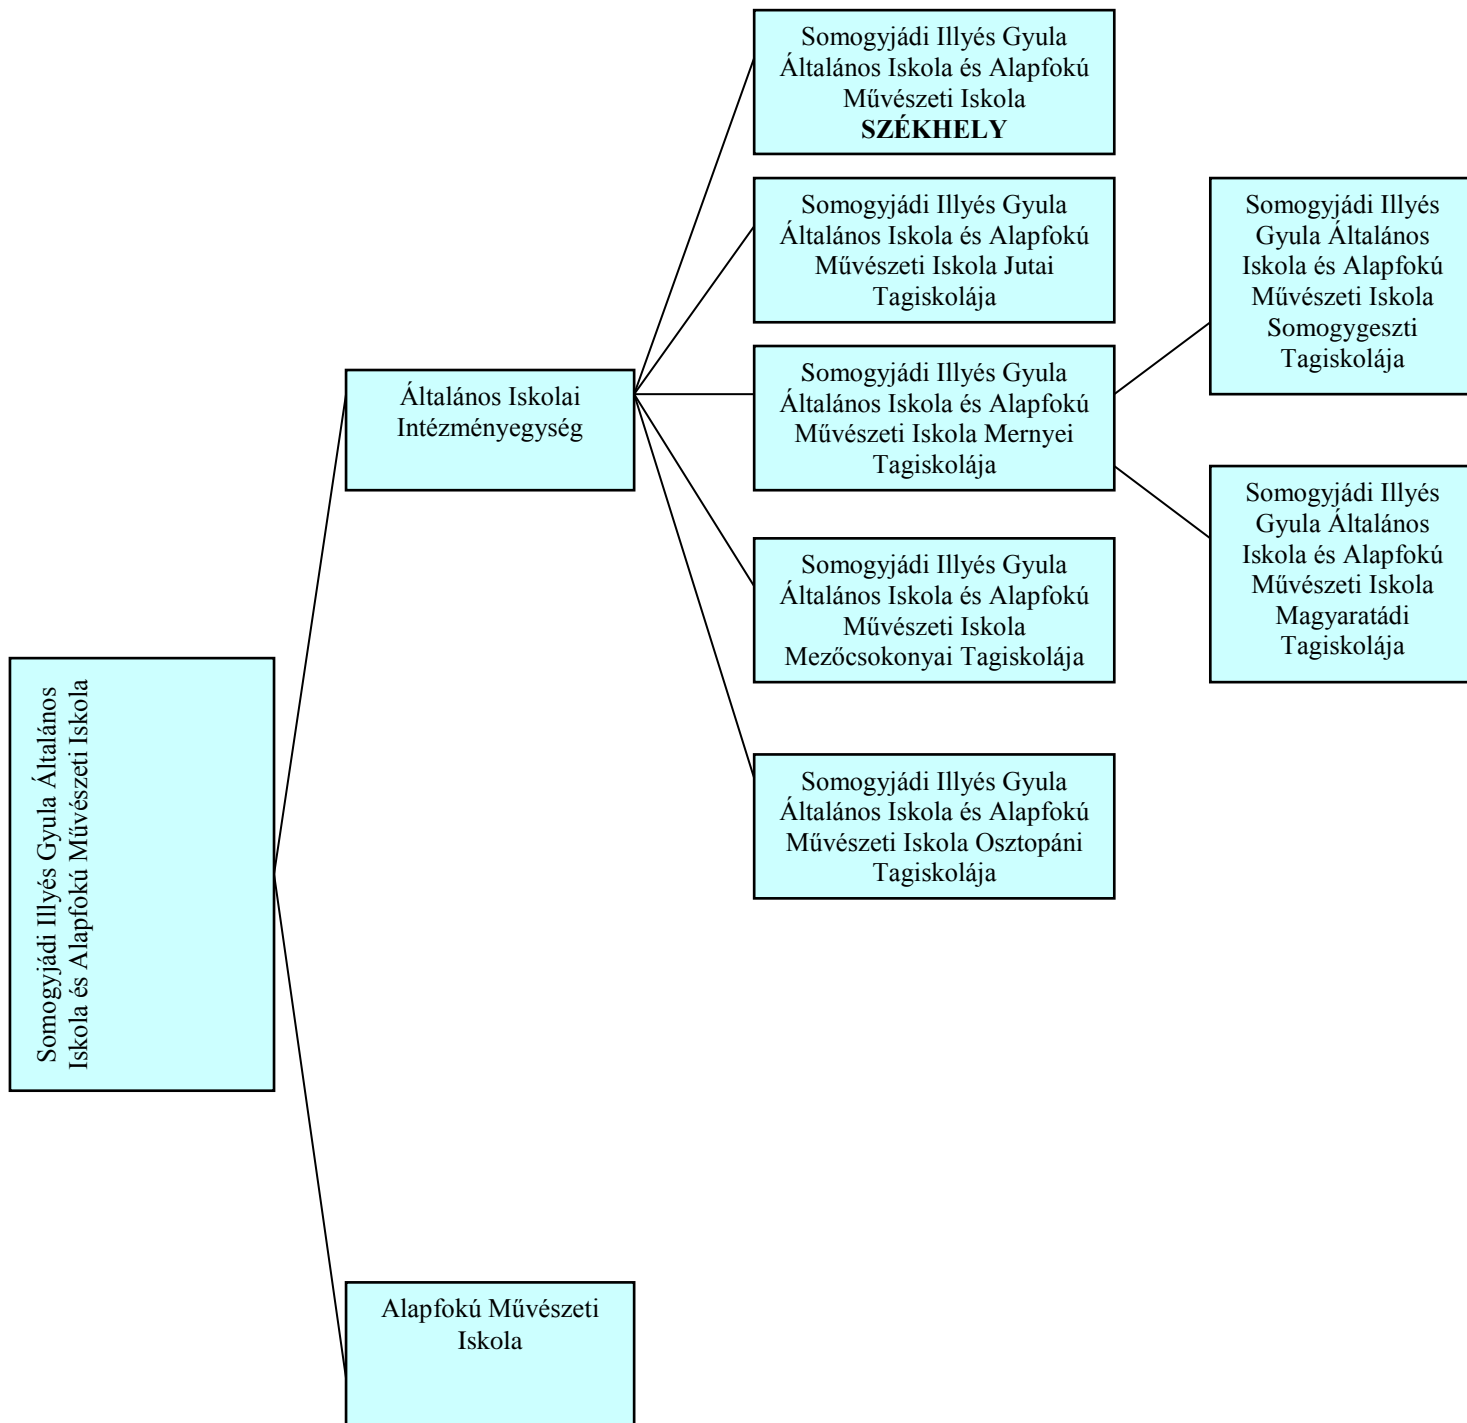 Somogyjádi Illyés Gyula Általános
Iskola és Alapfokú Művészeti Iskola
Általános Iskolai
Intézményegység
Alapfokú Művészeti
Iskola
Somogyjádi Illyés Gyula
Általános Iskola és Alapfokú
Művészeti Iskola
SZÉKHELY
Somogyjádi Illyés Gyula
Általános Iskola és Alapfokú
Művészeti Iskola Jutai
Tagiskolája
Somogyjádi Illyés Gyula
Általános Iskola és Alapfokú
Művészeti Iskola Mernyei
Tagiskolája
Somogyjádi Illyés Gyula
Általános Iskola és Alapfokú
Művészeti Iskola
Mezőcsokonyai Tagiskolája
Somogyjádi Illyés Gyula
Általános Iskola és Alapfokú
Művészeti Iskola Osztopáni
Tagiskolája
Somogyjádi Illyés
Gyula Általános
Iskola és Alapfokú
Művészeti Iskola
Somogygeszti
Tagiskolája
Somogyjádi Illyés
Gyula Általános
Iskola és Alapfokú
Művészeti Iskola
Magyaratádi
Tagiskolája